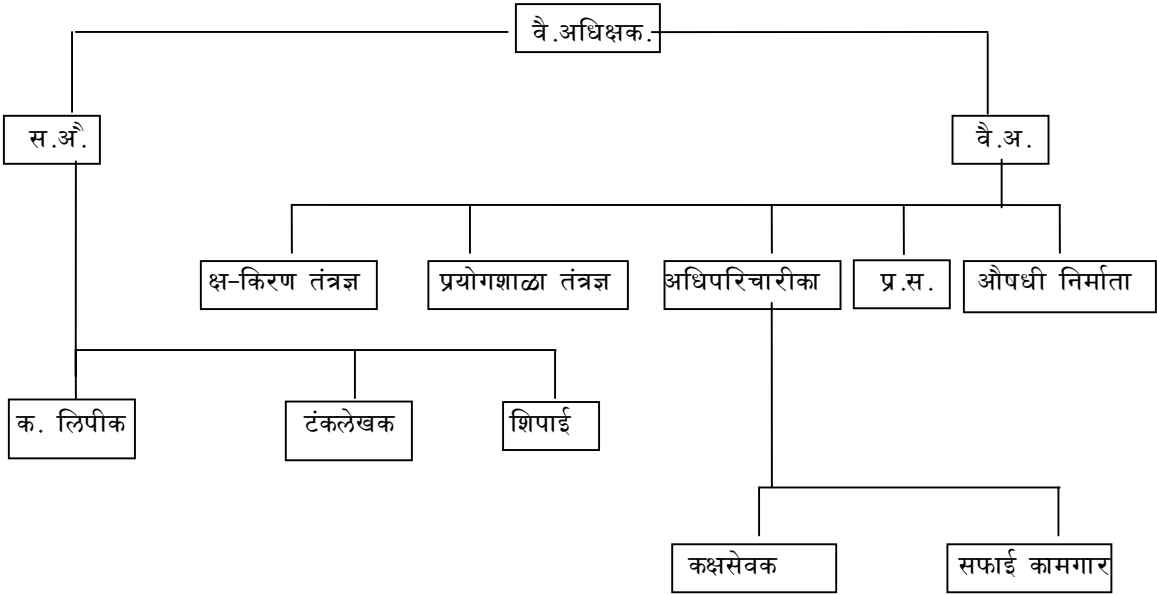 वै.अधिक्षक.
स.अौ.
वै.अ.
क्ष-किरण तंत्रज्ञ
प्रयोगशाळा तंत्रज्ञ
अधिपरिचारीका
प्र.स.
औषधी निर्माता
क. लिपीक
टंकलेखक
शिपाई
कक्षसेवक
सफाई कामगार